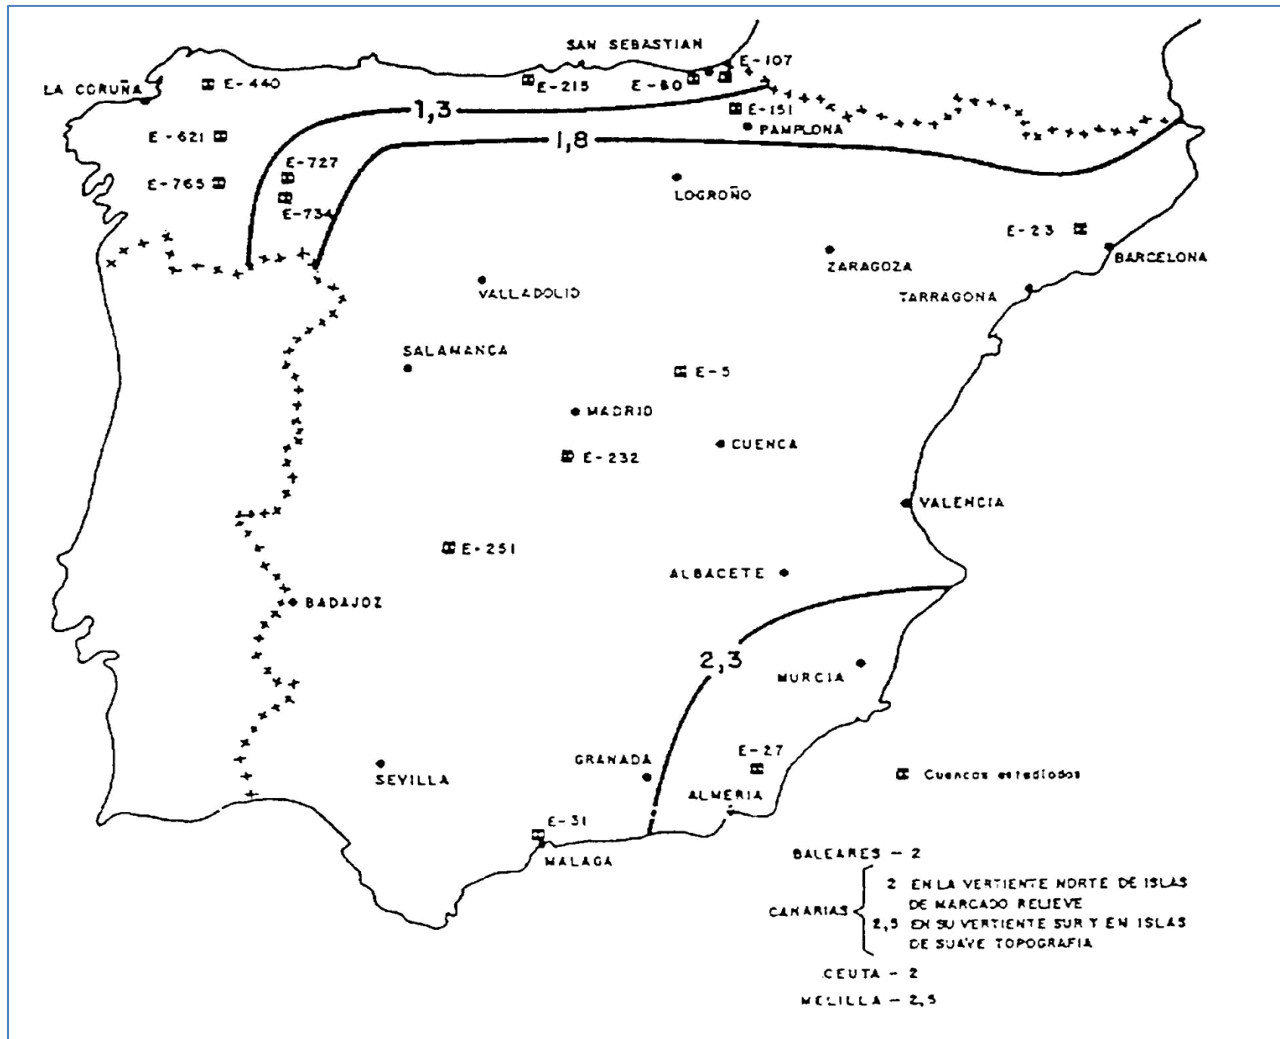 SAN SEBASTIAN
E-107
LA CORUÑA
E-440
E-215
E-80
1,3
E-151
PAMPLONA
E-621
1,8
E-727
E-765
LOGROÑO
E-734
E-23
BARCELONA
ZARAGOZA
VALLADOLID
TARRAGONA
SALAMANCA
E-5
MADRID
CUENCA
E-232
VALENCIA
E-251
ALBACETE
BADAJOZ
2,3
MURCIA
E-27
GRANADA
SEVILLA
Cuencas estudiadas
ALMERIA
E-31
MALAGA
BALEARES - 2
CANARIAS
2 EN LA VERTIENTE NORTE DE ISLAS
DE MARCADO RELIEVE
2,5 EN SU VERTIENTE SUR Y EN ISLAS
DE SUAVE TOPOGRAFIA
CEUTA - 2
MELILLA - 2,5